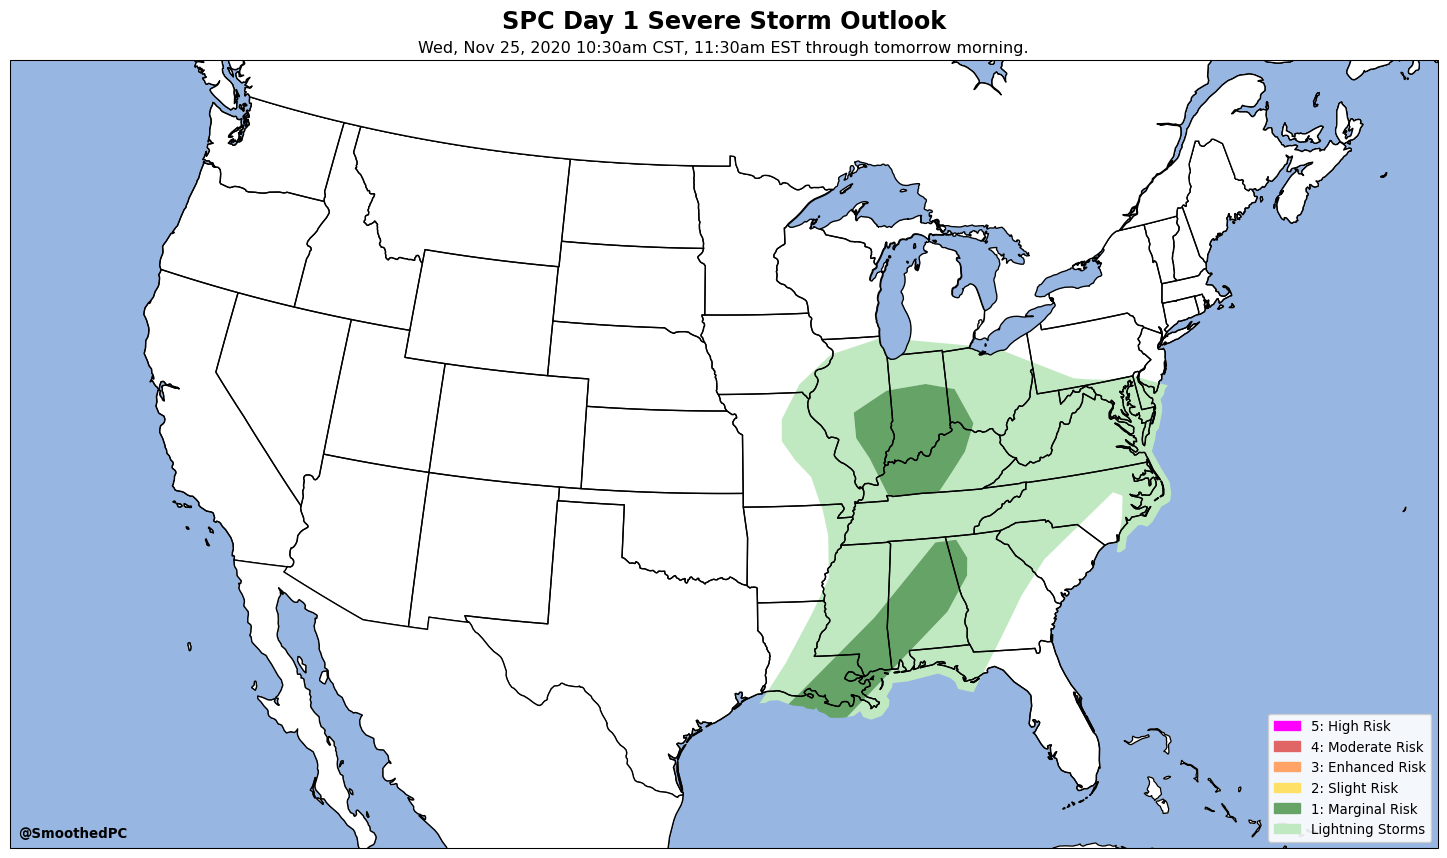 SPC Day 1 Severe Storm Outlook
Wed, Nov 25, 2020 10:30am CST, 11:30am EST through tomorrow morning.
5: High Risk
4: Moderate Risk
3: Enhanced Risk
2: Slight Risk
1: Marginal Risk
Lightning Storms
@SmoothedPC